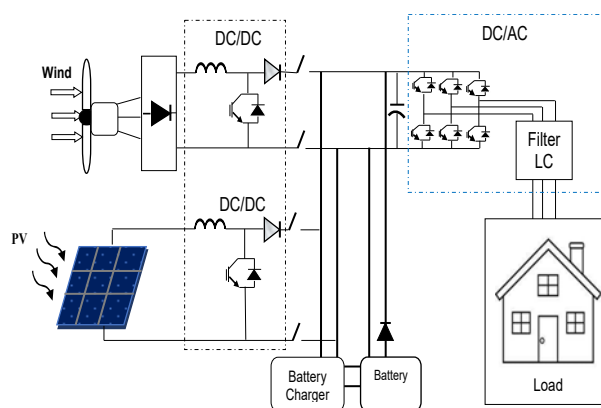 DC/DC
DC/AC
Wind
Filter
LC
DC/DC
PV
Battery
Charger
Battery
Load